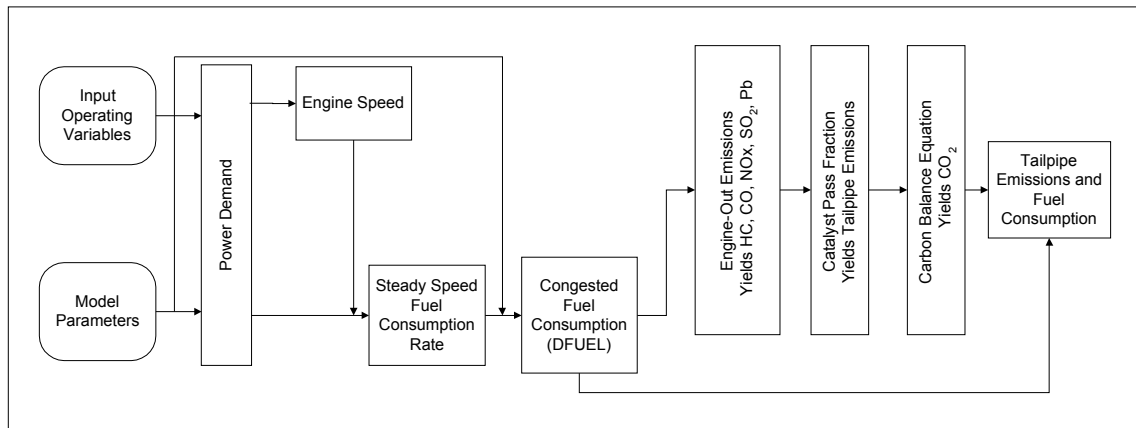 Input
Operating
Variables
Model
Parameters
Power Demand
Engine Speed
Steady Speed
Fuel
Consumption
Rate
Congested
Fuel
Consumption
(DFUEL)
Engine-Out Emissions
Yields HC, CO, NOx, SO₂, Pb
Catalyst Pass Fraction
Yields Tailpipe Emissions
Carbon Balance Equation
Yields CO₂
Tailpipe
Emissions and
Fuel
Consumption